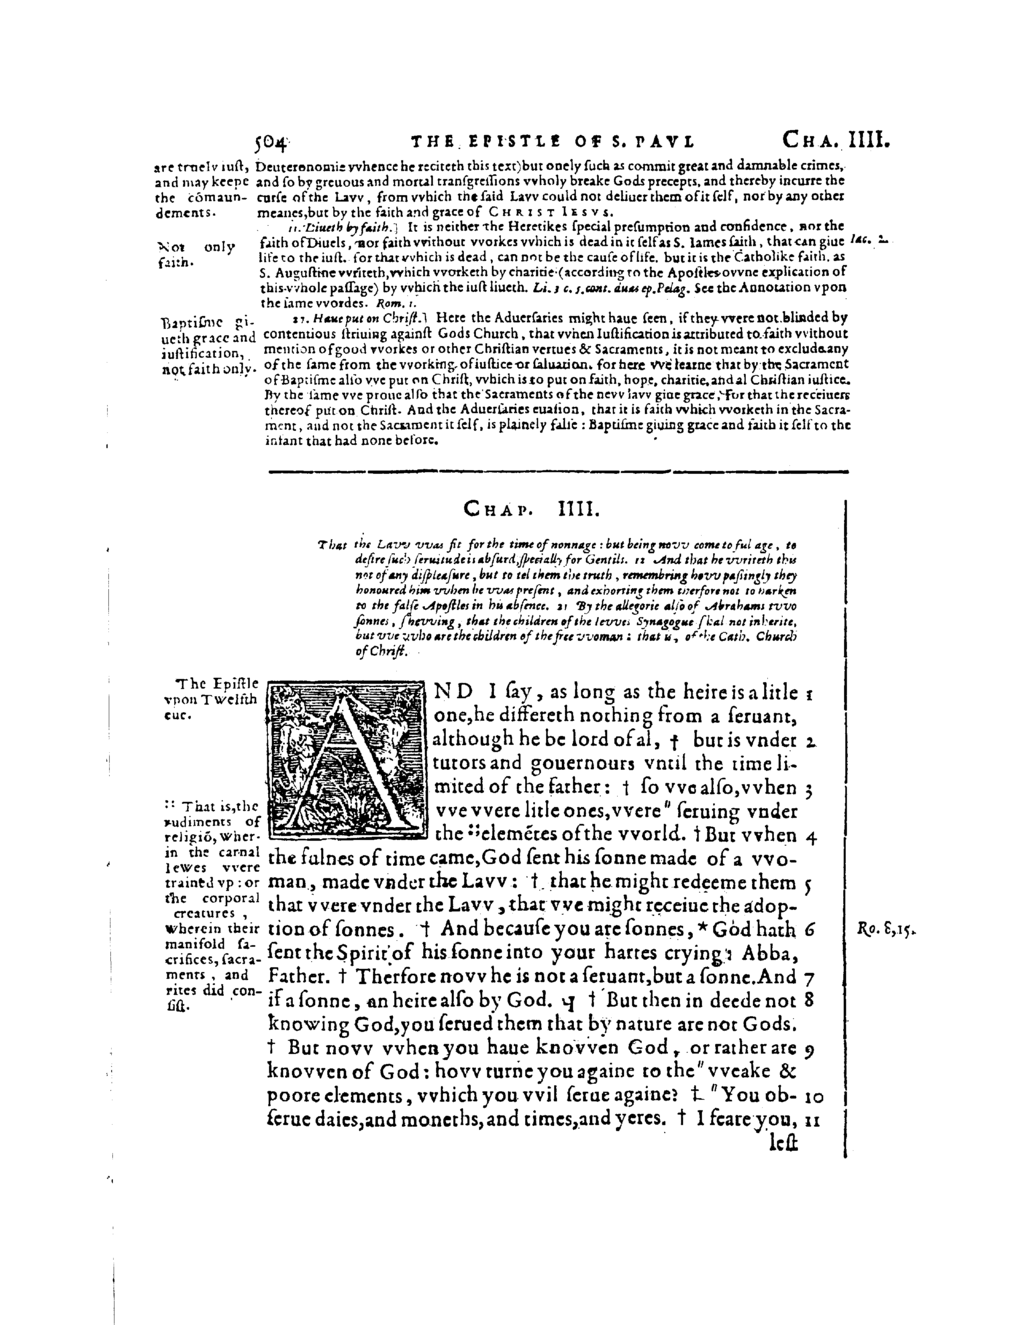 504 THE EPISTLE OF S. PAVL CHA. IIII.
are truely iuſt,
and may keepe
the cōmaun-
dements.
Deuteronomie vvhence he reciteth this text) but onely ſuch as commit great and damnable crimes,
and ſo by greuous and mortal tranſgreſſions vvholy breake Gods precepts, and thereby incurre the
curſe of the Lavv, from vvhich the ſaid Lavv could not deliuer them of it ſelf, nor by any other
meanes, but by the faith and grace of CHRIST IESVS.
Not only
faith.
11. Liueth by faith.] It is neither the Heretikes ſpecial preſumption and confidence, nor the
faith of Diuels, nor faith vvithout vvorkes vvhich is dead in it ſelf as S. Iames ſaith, that can giue
Iac. 2.
life to the iuſt. for that vvhich is dead, can not be the cauſe of life. but it is the Catholike faith, as
S. Auguſtine vvriteth, vvhich vvorketh by charitie (according to the Apoſtles ovvne explication of
this vvhole paſſage) by vvhich the iuſt liueth. Li. 3 c. 5. cont. duas ep. Pelag. See the Annotation vpon
the ſame vvordes. Rom. 1.
Baptiſme gi-
ueth grace and
iuſtification,
not faith only.
27. Haue put on Chriſt.] Here the Aduerſaries might haue ſeen, if they vvere not blinded by
contentious ſtriuing againſt Gods Church, that vvhen Iuſtification is attributed to faith vvithout
mention of good vvorkes or other Chriſtian vertues & Sacraments, it is not meant to exclude any
of the ſame from the vvorking of iuſtice or ſaluation. for here vve learne that by the Sacrament
of Baptiſme alſo vve put on Chriſt, vvhich is to put on faith, hope, charitie, and al Chriſtian iuſtice.
By the ſame vve proue alſo that the Sacraments of the nevv lavv giue grace, for that the receiuers
thereof put on Chriſt. And the Aduerſaries euaſion, that it is faith vvhich vvorketh in the Sacra-
ment, and not the Sacrament it ſelf, is plainely falſe: Baptiſme giuing grace and faith it ſelf to the
infant that had none before.
CHAP. IIII.
That the Lavv vvas fit for the time of nonnage: but being novv come to ful age, to
deſire ſuch ſeruitude is abſurd, ſpecially for Gentils. 12 And that he vvriteth this
not of any diſpleaſure, but to tel them the truth, remembring hovv paſſingly they
honoured him vvhen he vvas preſent, and exhorting them therfore not to harken
to the falſe Apoſtles in his abſence. 21 By the allegorie alſo of Abrahams tvvo
ſonnes, ſhevving, that the children of the Ievves Synagogue ſhal not inherite,
but vve vvho are the children of the free vvoman: that is, of the Cath. Church
of Chriſt.
The Epiſtle
vpon Twelfth
eue.
AND I ſay, as long as the heire is a litle 1
one, he differeth nothing from a ſeruant,
although he be lord of al, † but is vnder 2
tutors and gouernours vntil the time li-
mited of the father: † ſo vve alſo, vvhen 3
vve vvere litle ones, vvere " ſeruing vnder
the :: elemētes of the vvorld. † But vvhen 4
the fulnes of time came, God ſent his ſonne made of a vvo-
man, made vnder the Lavv: † that he might redeeme them 5
that vvere vnder the Lavv, that vve might receiue the adop-
tion of ſonnes. † And becauſe you are ſonnes, * God hath 6
Ro. 8,15.
ſent the Spirit of his ſonne into your hartes crying: Abba,
Father. † Therfore novv he is not a ſeruant, but a ſonne. And 7
if a ſonne, an heire alſo by God. ⁌ † But then in deede not 8
knowing God, you ſerued them that by nature are not Gods.
† But novv vvhen you haue knovven God, or rather are 9
knovven of God: hovv turne you againe to the " vveake &
poore elements, vvhich you vvil ſerue againe? † " You ob- 10
ſerue daies, and moneths, and times, and yeres. † I feare you, 11
leſt
:: That is, the
rudiments of
religiō, wher-
in the carnal
Iewes vvere
trained vp: or
the corporal
creatures,
wherein their
manifold ſa-
crifices, ſacra-
ments, and
rites did con-
ſiſt.